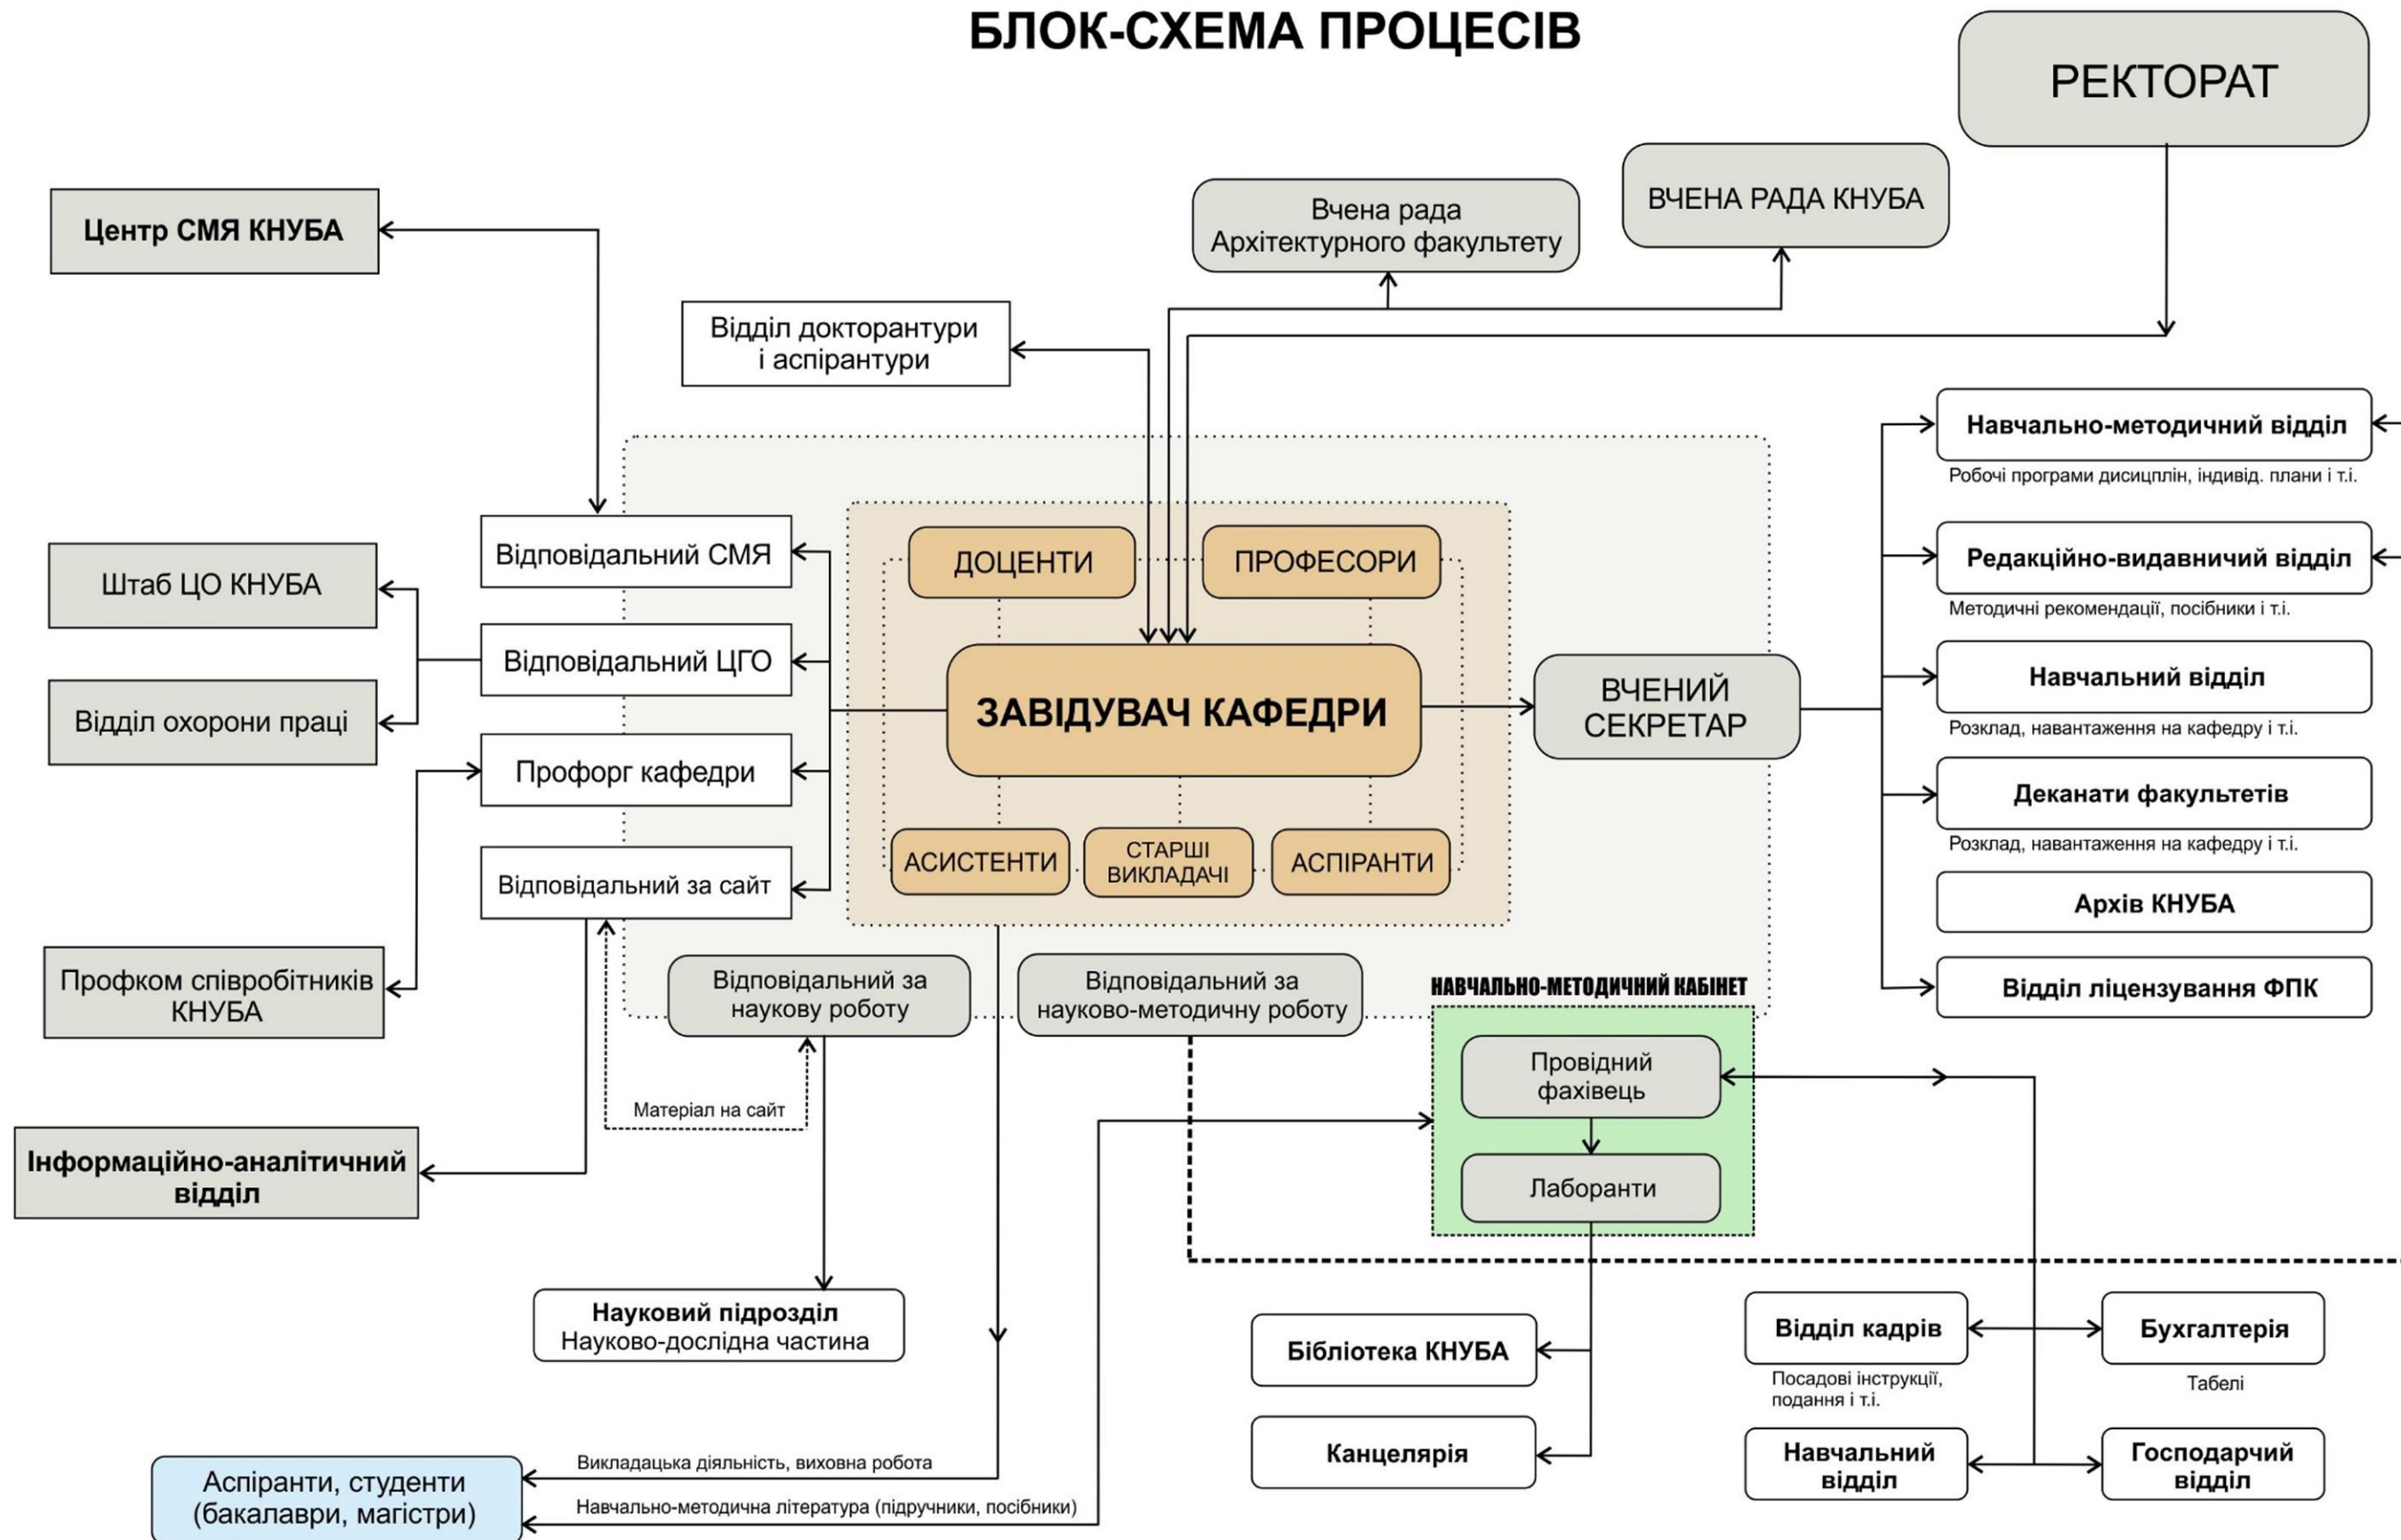 БЛОК-СХЕМА ПРОЦЕСІВ
РЕКТОРАТ
ВЧЕНА РАДА КНУБА
Вчена рада
Архітектурного факультету
Центр СМЯ КНУБА
Відділ докторантури
і аспірантури
Навчально-методичний відділ
Робочі програми дисицплін, індивід. плани і т.і.
Редакційно-видавничий відділ
Методичні рекомендації, посібники і т.і.
Навчальний відділ
Розклад, навантаження на кафедру і т.і.
Деканати факультетів
Розклад, навантаження на кафедру і т.і.
Архів КНУБА
Відділ ліцензування ФПК
Відповідальний СМЯ
Штаб ЦО КНУБА
Відповідальний ЦГО
Відділ охорони праці
Профорг кафедри
Відповідальний за сайт
Профком співробітників
КНУБА
Інформаційно-аналітичний
відділ
ДОЦЕНТИ
ПРОФЕСОРИ
ЗАВІДУВАЧ КАФЕДРИ
АСИСТЕНТИ
СТАРШІ
ВИКЛАДАЧІ
АСПІРАНТИ
ВЧЕНИЙ
СЕКРЕТАР
Відповідальний за
наукову роботу
Відповідальний за
науково-методичну роботу
НАВЧАЛЬНО-МЕТОДИЧНИЙ КАБІНЕТ
Провідний
фахівець
Лаборанти
Матеріал на сайт
Науковий підрозділ
Науково-дослідна частина
Бібліотека КНУБА
Канцелярія
Відділ кадрів
Посадові інструкції,
подання і т.і.
Бухгалтерія
Табелі
Навчальний
відділ
Господарчий
відділ
Аспіранти, студенти
(бакалаври, магістри)
Викладацька діяльність, виховна робота
Навчально-методична література (підручники, посібники)